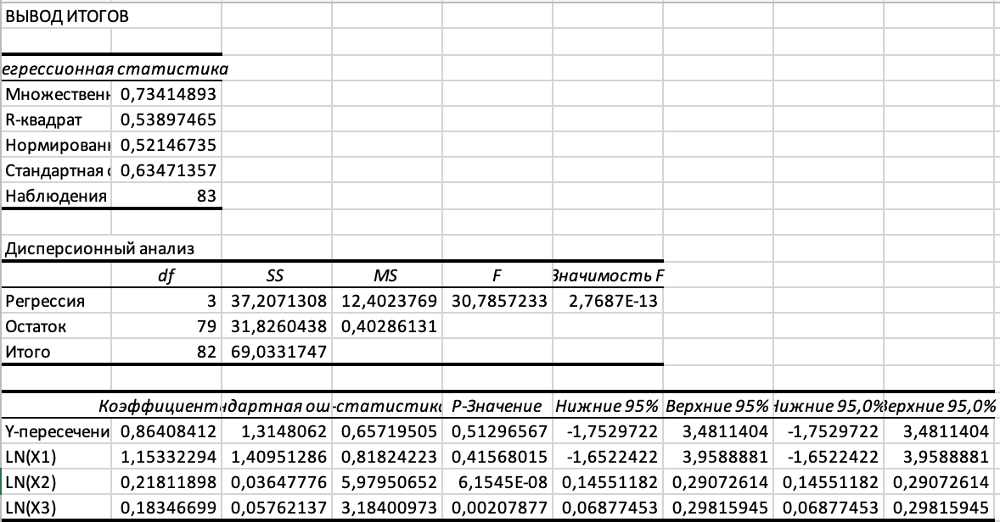 ВЫВОД ИТОГОВ
егрессионная статистика
Множественн 0,73414893
R-квадрат 0,53897465
Нормирован 0,52146735
Стандартная о 0,63471357
Наблюдения 83
Дисперсионный анализ
df SS MS F Значимость F
Регрессия 3 37,2071308 12,4023769 30,7857233 2,7687E-13
Остаток 79 31,8260438 0,40286131
Итого 82 69,0331747
Коэффициент ндартная ош -статистика P-Значение Нижние 95% Верхние 95% Нижние 95,0% Верхние 95,0%
Y-пересечени 0,86408412 1,3148062 0,65719505 0,51296567 -1,7529722 3,4811404 -1,7529722 3,4811404
LN(X1) 1,15332294 1,40951286 0,81824223 0,41568015 -1,6522422 3,9588881 -1,6522422 3,9588881
LN(X2) 0,21811898 0,03647776 5,97950652 6,1545E-08 0,14551182 0,29072614 0,14551182 0,29072614
LN(X3) 0,18346699 0,05762137 3,18400973 0,00207877 0,06877453 0,29815945 0,06877453 0,29815945